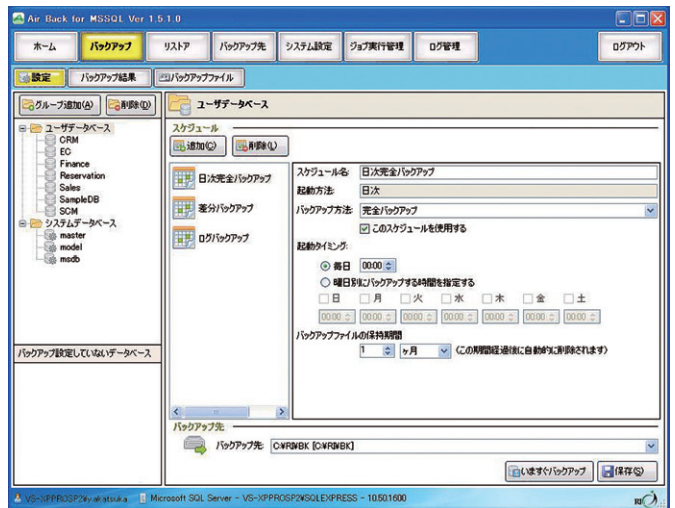 Air Back for MSSQL Ver 1.5.1.0
ホーム バックアップ リストア バックアップ先 システム設定 ジョブ実行管理 ログ管理 ログアウト
設定 バックアップ結果 バックアップファイル
グループ追加(A) 削除(D)
ユーザデータベース
CRM
EC
Finance
Reservation
Sales
SampleDB
SCM
システムデータベース
master
model
msdb
バックアップ設定していないデータベース
ユーザデータベース
スケジュール
追加(C) 削除(L)
日次完全バックアップ
差分バックアップ
ログバックアップ
スケジュール名: 日次完全バックアップ
起動方法: 日次
バックアップ方法: 完全バックアップ
このスケジュールを使用する
起動タイミング:
毎日 00:00
曜日別にバックアップする時間を指定する
日 月 火 水 木 金 土
00:00 00:00 00:00 00:00 00:00 00:00 00:00
バックアップファイルの保持期間
1 ヶ月 (この期間経過後に自動的に削除されます)
バックアップ先
バックアップ先: C:¥RIWBK [C:¥RIWBK]
いますぐバックアップ 保存(S)
Microsoft SQL Server - VS-XPPROSP2¥SQLEXPRESS - 10.50.1600